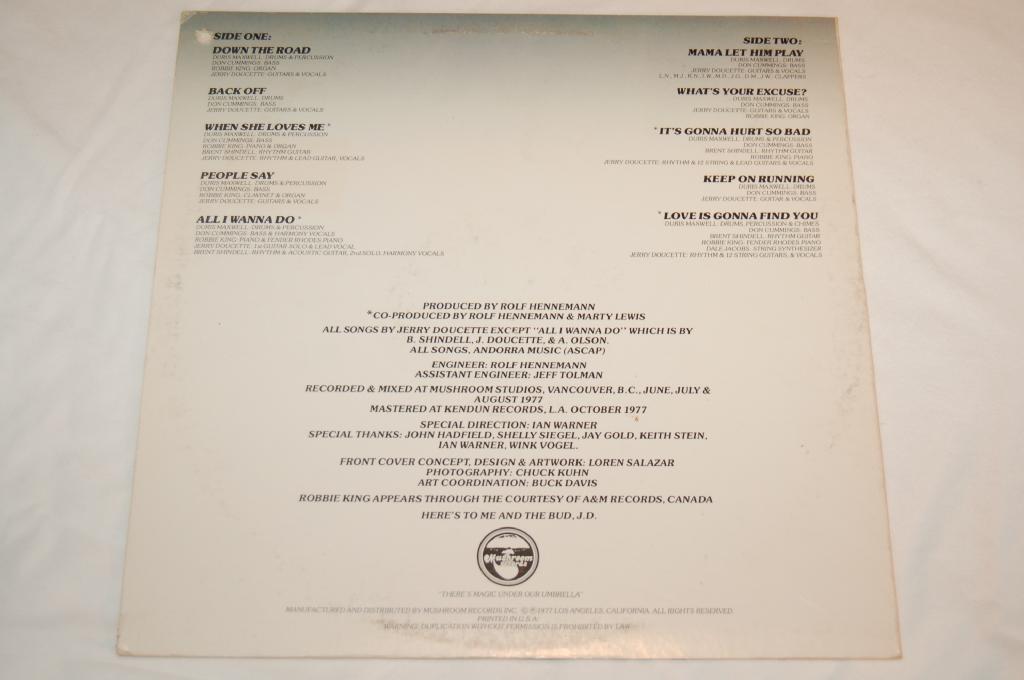 SIDE ONE:
DOWN THE ROAD
DURIS MAXWELL: DRUMS & PERCUSSION
DON CUMMINGS: BASS
ROBBIE KING: ORGAN
JERRY DOUCETTE: GUITARS & VOCALS
BACK OFF
DURIS MAXWELL: DRUMS
DON CUMMINGS: BASS
JERRY DOUCETTE: GUITARS & VOCALS
WHEN SHE LOVES ME *
DURIS MAXWELL: DRUMS & PERCUSSION
DON CUMMINGS: BASS
ROBBIE KING: PIANO & ORGAN
BRENT SHINDELL: RHYTHM GUITAR
JERRY DOUCETTE: RHYTHM & LEAD GUITAR, VOCALS
PEOPLE SAY
DURIS MAXWELL: DRUMS & PERCUSSION
DON CUMMINGS: BASS
ROBBIE KING: CLAVINET & ORGAN
JERRY DOUCETTE: GUITARS & VOCALS
ALL I WANNA DO *
DURIS MAXWELL: DRUMS & PERCUSSION
DON CUMMINGS: BASS & HARMONY VOCALS
ROBBIE KING: PIANO & FENDER RHODES PIANO
JERRY DOUCETTE: 1st GUITAR SOLO & LEAD VOCAL
BRENT SHINDELL: RHYTHM & ACOUSTIC GUITAR, 2nd SOLO, HARMONY VOCALS
SIDE TWO:
MAMA LET HIM PLAY
DURIS MAXWELL: DRUMS
DON CUMMINGS: BASS
JERRY DOUCETTE: GUITARS & VOCALS
L.N., M.J., K.N., J.W., M.D., J.G., D.M., J.W.: CLAPPERS
WHAT'S YOUR EXCUSE?
DURIS MAXWELL: DRUMS
DON CUMMINGS: BASS
JERRY DOUCETTE: GUITARS & VOCALS
ROBBIE KING: ORGAN
* IT'S GONNA HURT SO BAD
DURIS MAXWELL: DRUMS & PERCUSSION
DON CUMMINGS: BASS
BRENT SHINDELL: RHYTHM GUITAR
ROBBIE KING: PIANO
JERRY DOUCETTE: RHYTHM & 12 STRING & LEAD GUITARS & VOCALS
KEEP ON RUNNING
DURIS MAXWELL: DRUMS
DON CUMMINGS: BASS
JERRY DOUCETTE: GUITAR & VOCALS
* LOVE IS GONNA FIND YOU
DURIS MAXWELL: DRUMS, PERCUSSION & CHIMES
DON CUMMINGS: BASS
BRENT SHINDELL: RHYTHM GUITAR
ROBBIE KING: FENDER RHODES PIANO
DALE JACOBS: STRING SYNTHESIZER
JERRY DOUCETTE: RHYTHM & 12 STRING GUITARS, & VOCALS
PRODUCED BY ROLF HENNEMANN
*CO-PRODUCED BY ROLF HENNEMANN & MARTY LEWIS
ALL SONGS BY JERRY DOUCETTE EXCEPT "ALL I WANNA DO" WHICH IS BY
B. SHINDELL, J. DOUCETTE, & A. OLSON.
ALL SONGS, ANDORRA MUSIC (ASCAP)
ENGINEER: ROLF HENNEMANN
ASSISTANT ENGINEER: JEFF TOLMAN
RECORDED & MIXED AT MUSHROOM STUDIOS, VANCOUVER, B.C., JUNE, JULY &
AUGUST 1977
MASTERED AT KENDUN RECORDS, L.A. OCTOBER 1977
SPECIAL DIRECTION: IAN WARNER
SPECIAL THANKS: JOHN HADFIELD, SHELLY SIEGEL, JAY GOLD, KEITH STEIN,
IAN WARNER, WINK VOGEL.
FRONT COVER CONCEPT, DESIGN & ARTWORK: LOREN SALAZAR
PHOTOGRAPHY: CHUCK KUHN
ART COORDINATION: BUCK DAVIS
ROBBIE KING APPEARS THROUGH THE COURTESY OF A&M RECORDS, CANADA
HERE'S TO ME AND THE BUD, J.D.
Mushroom
Records
"THERE'S MAGIC UNDER OUR UMBRELLA"
MANUFACTURED AND DISTRIBUTED BY MUSHROOM RECORDS INC. ©℗1977 LOS ANGELES, CALIFORNIA. ALL RIGHTS RESERVED.
PRINTED IN U.S.A.
WARNING: DUPLICATION WITHOUT PERMISSION IS PROHIBITED BY LAW